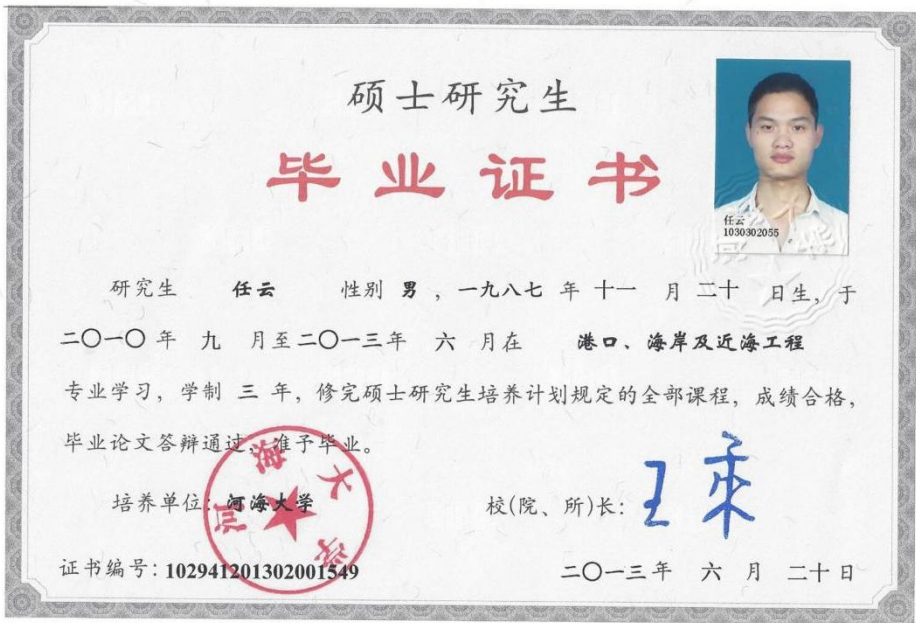 硕士研究生
毕业证书
任云
1030302055
研究生 任云 性别 男 ，一九八七 年 十一 月 二十 日生，于
二〇一〇年 九 月至二〇一三年 六 月在 港口、海岸及近海工程
专业学习，学制 三 年，修完硕士研究生培养计划规定的全部课程，成绩合格，
毕业论文答辩通过，准予毕业。
培养单位：河海大学
河海大学
校(院、所)长：王乘
证书编号：102941201302001549
二〇一三年 六 月 二十日